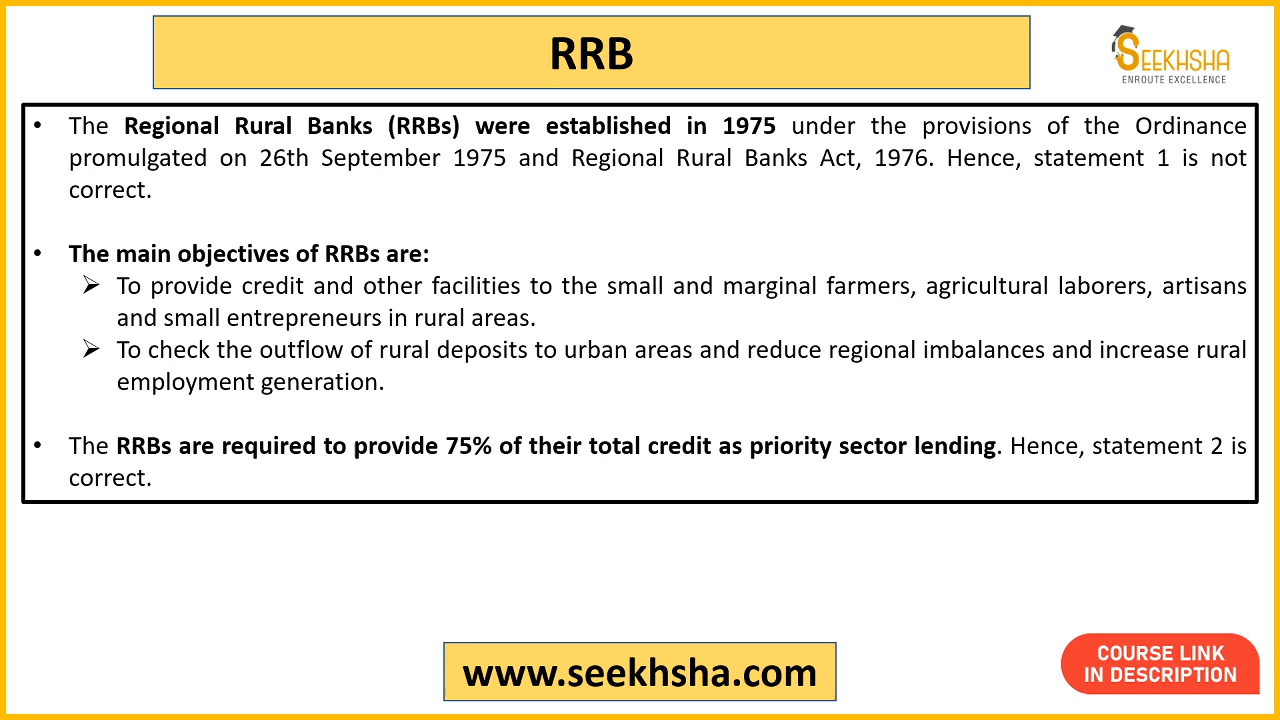 RRB
SEEKHSHA
ENROUTE EXCELLENCE
• The Regional Rural Banks (RRBs) were established in 1975 under the provisions of the Ordinance
promulgated on 26th September 1975 and Regional Rural Banks Act, 1976. Hence, statement 1 is not
correct.
• The main objectives of RRBs are:
➢ To provide credit and other facilities to the small and marginal farmers, agricultural laborers, artisans
and small entrepreneurs in rural areas.
➢ To check the outflow of rural deposits to urban areas and reduce regional imbalances and increase rural
employment generation.
• The RRBs are required to provide 75% of their total credit as priority sector lending. Hence, statement 2 is
correct.
www.seekhsha.com
COURSE LINK
IN DESCRIPTION